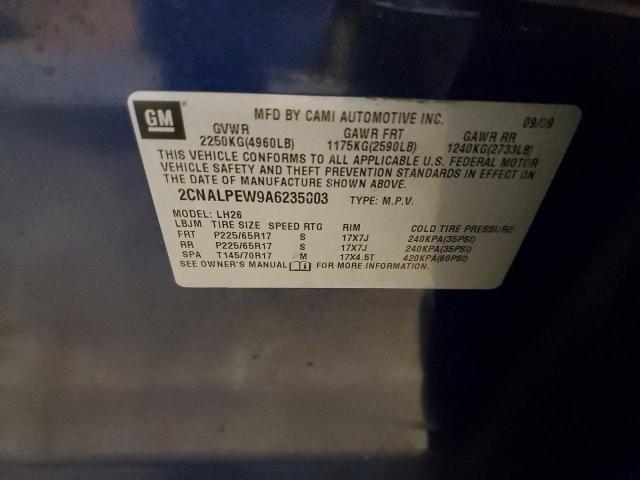 GM
MFD BY CAMI AUTOMOTIVE INC. 09/09
GVWR GAWR FRT GAWR RR
2250KG(4960LB) 1175KG(2590LB) 1240KG(2733LB)
THIS VEHICLE CONFORMS TO ALL APPLICABLE U.S. FEDERAL MOTOR
VEHICLE SAFETY AND THEFT PREVENTION STANDARDS IN EFFECT ON
THE DATE OF MANUFACTURE SHOWN ABOVE.
2CNALPEW9A6235003 TYPE: M.P.V.
MODEL: LH26
LBJM TIRE SIZE SPEED RTG RIM COLD TIRE PRESSURE
FRT P225/65R17 S 17X7J 240KPA(35PSI)
RR P225/65R17 S 17X7J 240KPA(35PSI)
SPA T145/70R17 M 17X4.5T 420KPA(60PSI)
SEE OWNER'S MANUAL FOR MORE INFORMATION.